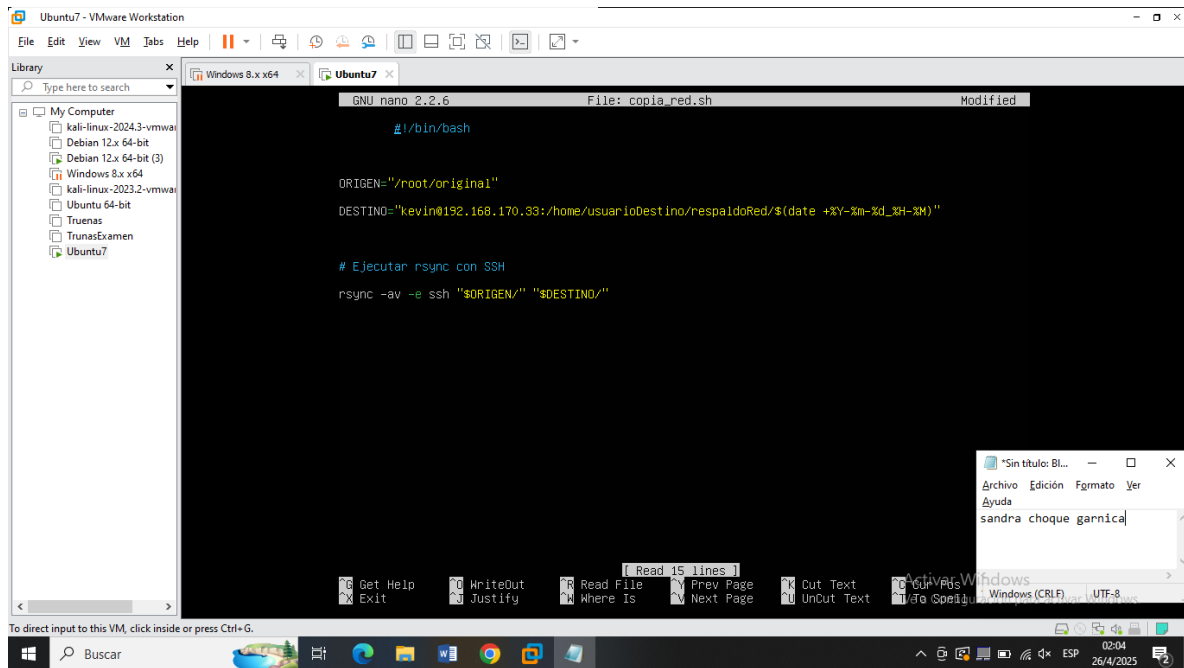 Ubuntu7 - VMware Workstation
File Edit View VM Tabs Help
Library
Type here to search
My Computer
kali-linux-2024.3-vmwar
Debian 12.x 64-bit
Debian 12.x 64-bit (3)
Windows 8.x x64
kali-linux-2023.2-vmwar
Ubuntu 64-bit
Truenas
TrunasExamen
Ubuntu7
Windows 8.x x64
Ubuntu7
GNU nano 2.2.6 File: copia_red.sh Modified
#!/bin/bash
ORIGEN="/root/original"
DESTINO="kevin@192.168.170.33:/home/usuarioDestino/respaldoRed/$(date +%Y-%m-%d_%H-%M)"
# Ejecutar rsync con SSH
rsync -av -e ssh "$ORIGEN/" "$DESTINO/"
[ Read 15 lines ]
^G Get Help ^O WriteOut ^R Read File ^Y Prev Page ^K Cut Text ^C Cur Pos
^X Exit ^J Justify ^W Where Is ^V Next Page ^U UnCut Text ^T To Spell
*Sin título: Bl...
Archivo Edición Formato Ver
Ayuda
sandra choque garnica
Activar Windows
Windows (CRLF) UTF-8
To direct input to this VM, click inside or press Ctrl+G.
Buscar
ESP
02:04
26/4/2025
2